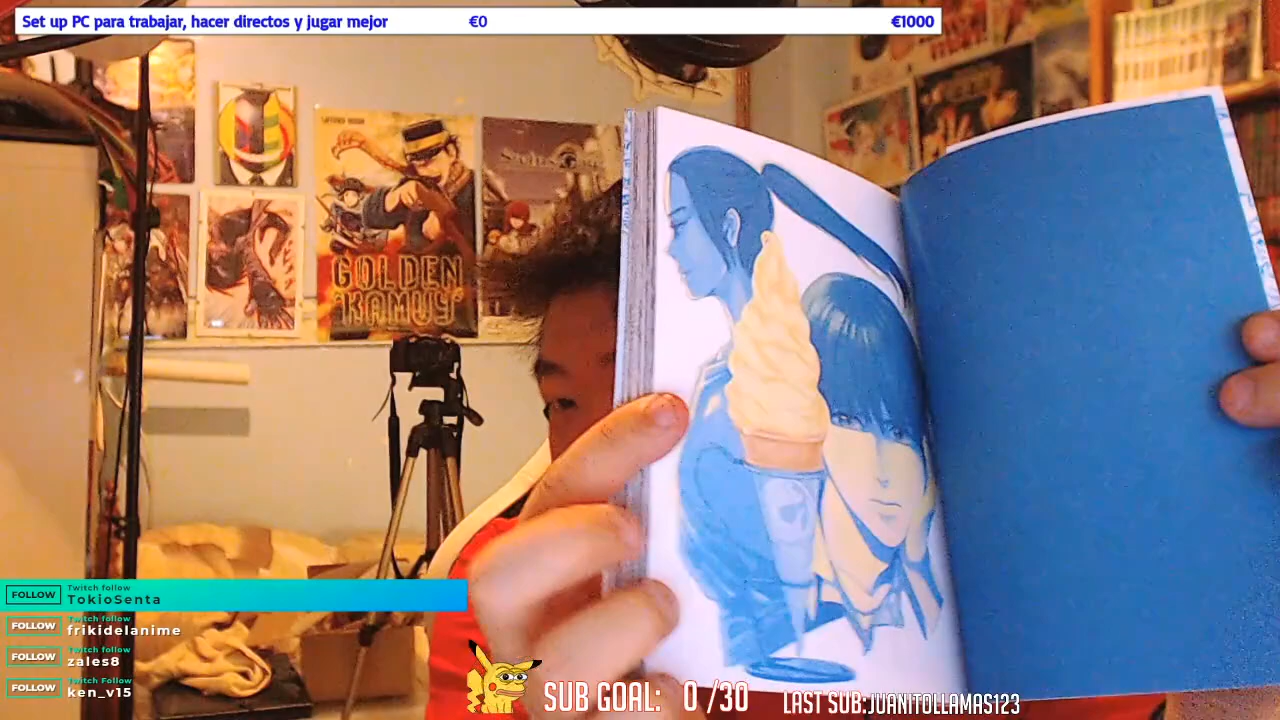 Set up PC para trabajar, hacer directos y jugar mejor €0 €1000
GOLDEN
KAMUY
FOLLOW Twitch follow
TokioSenta
FOLLOW Twitch follow
frikidelanime
FOLLOW Twitch follow
zales8
FOLLOW Twitch Follow
ken_v15
SUB GOAL: 0 /30
LAST SUB:JUANITOLLAMAS123